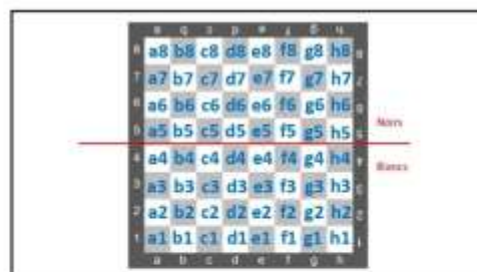 a b c d e f g h
8 a8 b8 c8 d8 e8 f8 g8 h8 8
7 a7 b7 c7 d7 e7 f7 g7 h7 7
6 a6 b6 c6 d6 e6 f6 g6 h6 6
5 a5 b5 c5 d5 e5 f5 g5 h5 5
Noirs
4 a4 b4 c4 d4 e4 f4 g4 h4 4
Blancs
3 a3 b3 c3 d3 e3 f3 g3 h3 3
2 a2 b2 c2 d2 e2 f2 g2 h2 2
1 a1 b1 c1 d1 e1 f1 g1 h1 1
a b c d e f g h